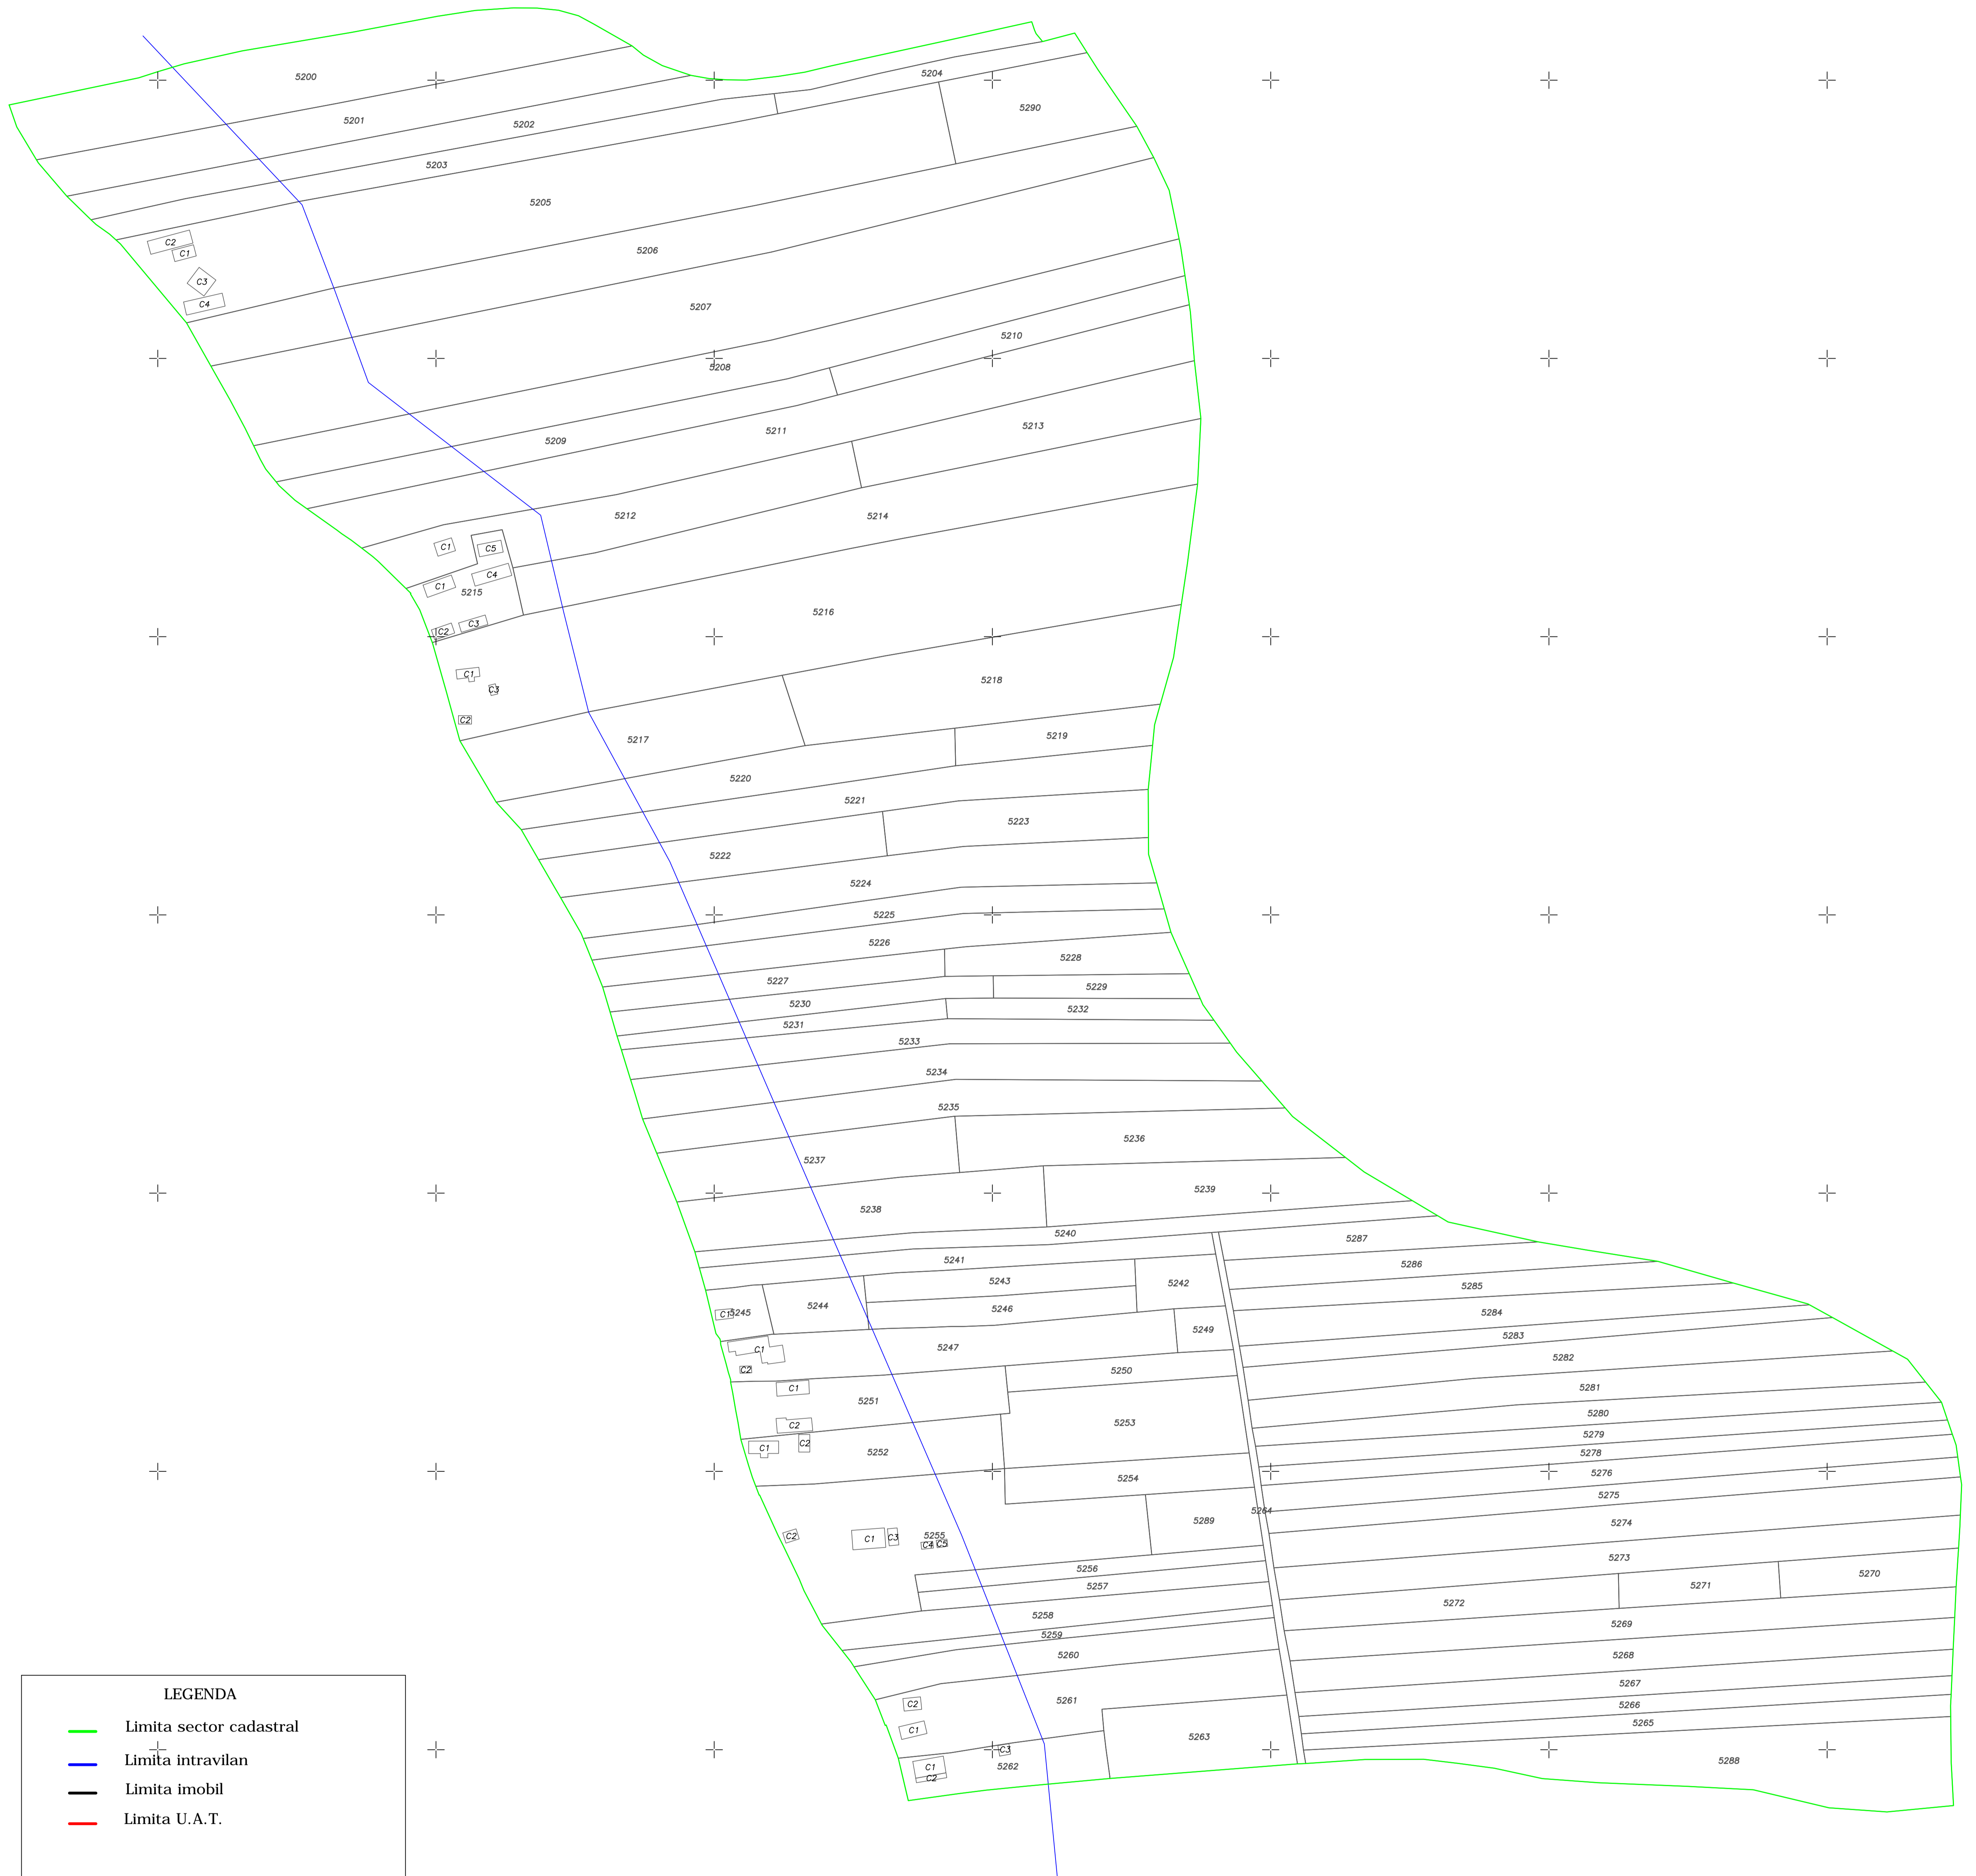 5200
5204
5290
5201
5202
5203
5205
C2
C1
5206
C3
C4
5207
5210
5208
5213
5211
5209
5212
5214
C1
C5
C4
C1
5215
5216
C3
C2
C1
5218
C3
C2
5219
5217
5220
5221
5223
5222
5224
5225
5226
5228
5227
5229
5230
5232
5231
5233
5234
5235
5236
5237
5239
5238
5240
5287
5241
5286
5243
5242
5285
5244
5246
5284
C1
5245
5249
5283
5247
C1
5282
5250
C2
C1
5281
5251
5280
5253
C2
5279
C2
C1
5252
5278
5276
5254
5275
5264
5289
5274
C2
C1
C3
5255
C4
C5
5273
5256
5270
5271
5257
5272
5258
5269
5259
5260
5268
5267
LEGENDA
5261
C2
5266
Limita sector cadastral
C1
5265
5263
C3
Limita intravilan
5288
C1
5262
C2
Limita imobil
Limita U.A.T.